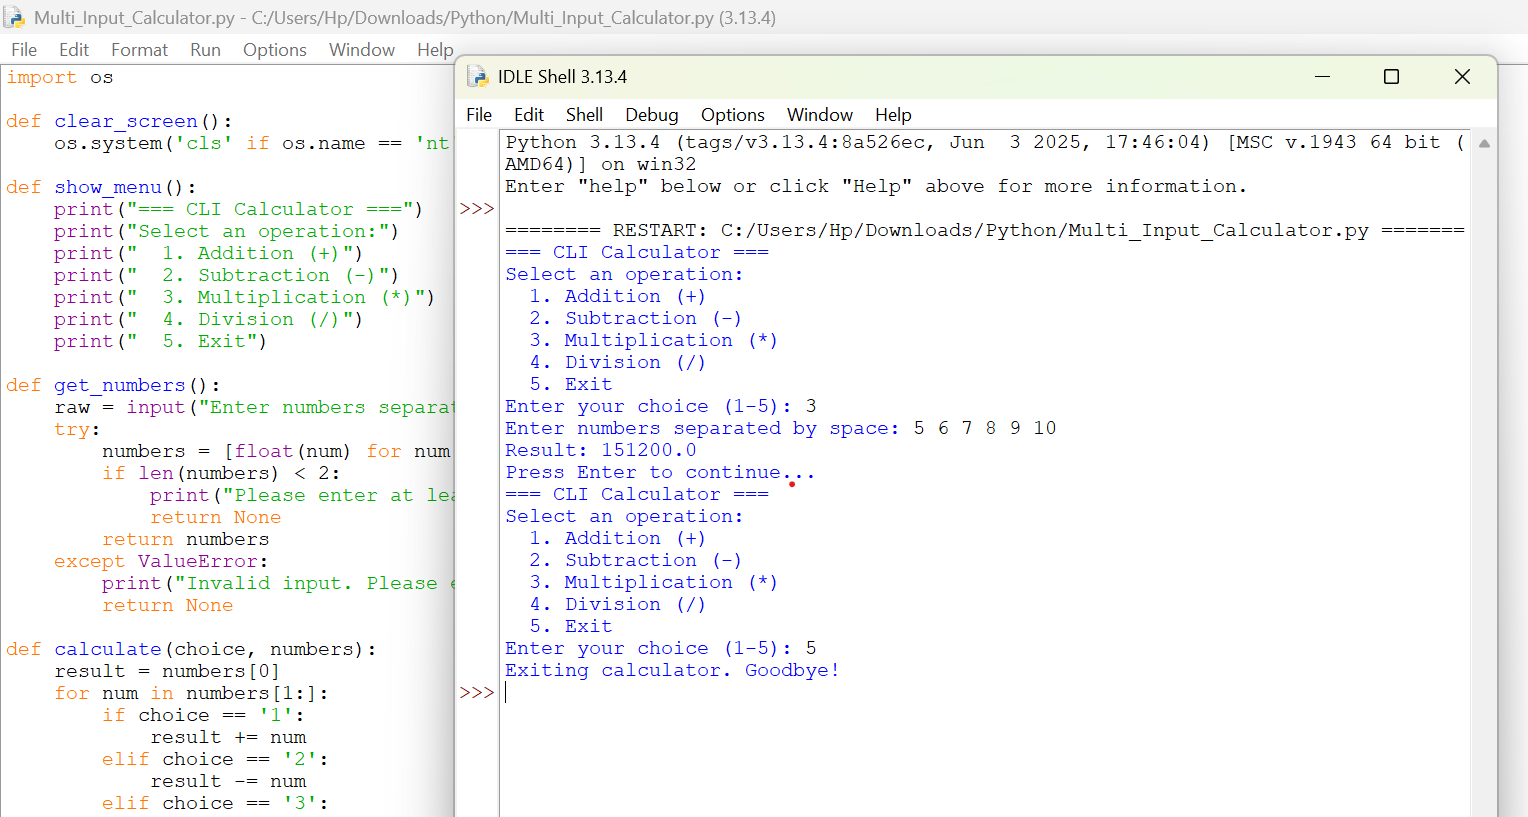 Multi_Input_Calculator.py - C:/Users/Hp/Downloads/Python/Multi_Input_Calculator.py (3.13.4)
File Edit Format Run Options Window Help
import os
def clear_screen():
    os.system('cls' if os.name == 'nt'
def show_menu():
    print("=== CLI Calculator ===")
    print("Select an operation:")
    print("  1. Addition (+)")
    print("  2. Subtraction (-)")
    print("  3. Multiplication (*)")
    print("  4. Division (/)")
    print("  5. Exit")
def get_numbers():
    raw = input("Enter numbers separat
    try:
        numbers = [float(num) for num
        if len(numbers) < 2:
            print("Please enter at lea
            return None
        return numbers
    except ValueError:
        print("Invalid input. Please e
        return None
def calculate(choice, numbers):
    result = numbers[0]
    for num in numbers[1:]:
        if choice == '1':
            result += num
        elif choice == '2':
            result -= num
        elif choice == '3':
IDLE Shell 3.13.4
File Edit Shell Debug Options Window Help
Python 3.13.4 (tags/v3.13.4:8a526ec, Jun  3 2025, 17:46:04) [MSC v.1943 64 bit (
AMD64)] on win32
Enter "help" below or click "Help" above for more information.
>>>
======== RESTART: C:/Users/Hp/Downloads/Python/Multi_Input_Calculator.py =======
=== CLI Calculator ===
Select an operation:
  1. Addition (+)
  2. Subtraction (-)
  3. Multiplication (*)
  4. Division (/)
  5. Exit
Enter your choice (1-5): 3
Enter numbers separated by space: 5 6 7 8 9 10
Result: 151200.0
Press Enter to continue...
=== CLI Calculator ===
Select an operation:
  1. Addition (+)
  2. Subtraction (-)
  3. Multiplication (*)
  4. Division (/)
  5. Exit
Enter your choice (1-5): 5
Exiting calculator. Goodbye!
>>>